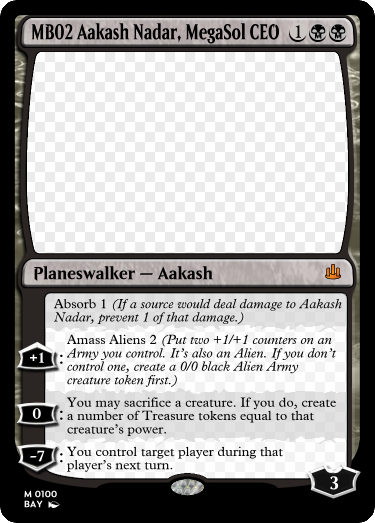 MB02 Aakash Nadar, MegaSol CEO 1
Planeswalker — Aakash
Absorb 1 (If a source would deal damage to Aakash
Nadar, prevent 1 of that damage.)
Amass Aliens 2 (Put two +1/+1 counters on an
+1: Army you control. It's also an Alien. If you don't
control one, create a 0/0 black Alien Army
creature token first.)
You may sacrifice a creature. If you do, create
0: a number of Treasure tokens equal to that
creature's power.
-7: You control target player during that
player's next turn.
3
M 0100
BAY